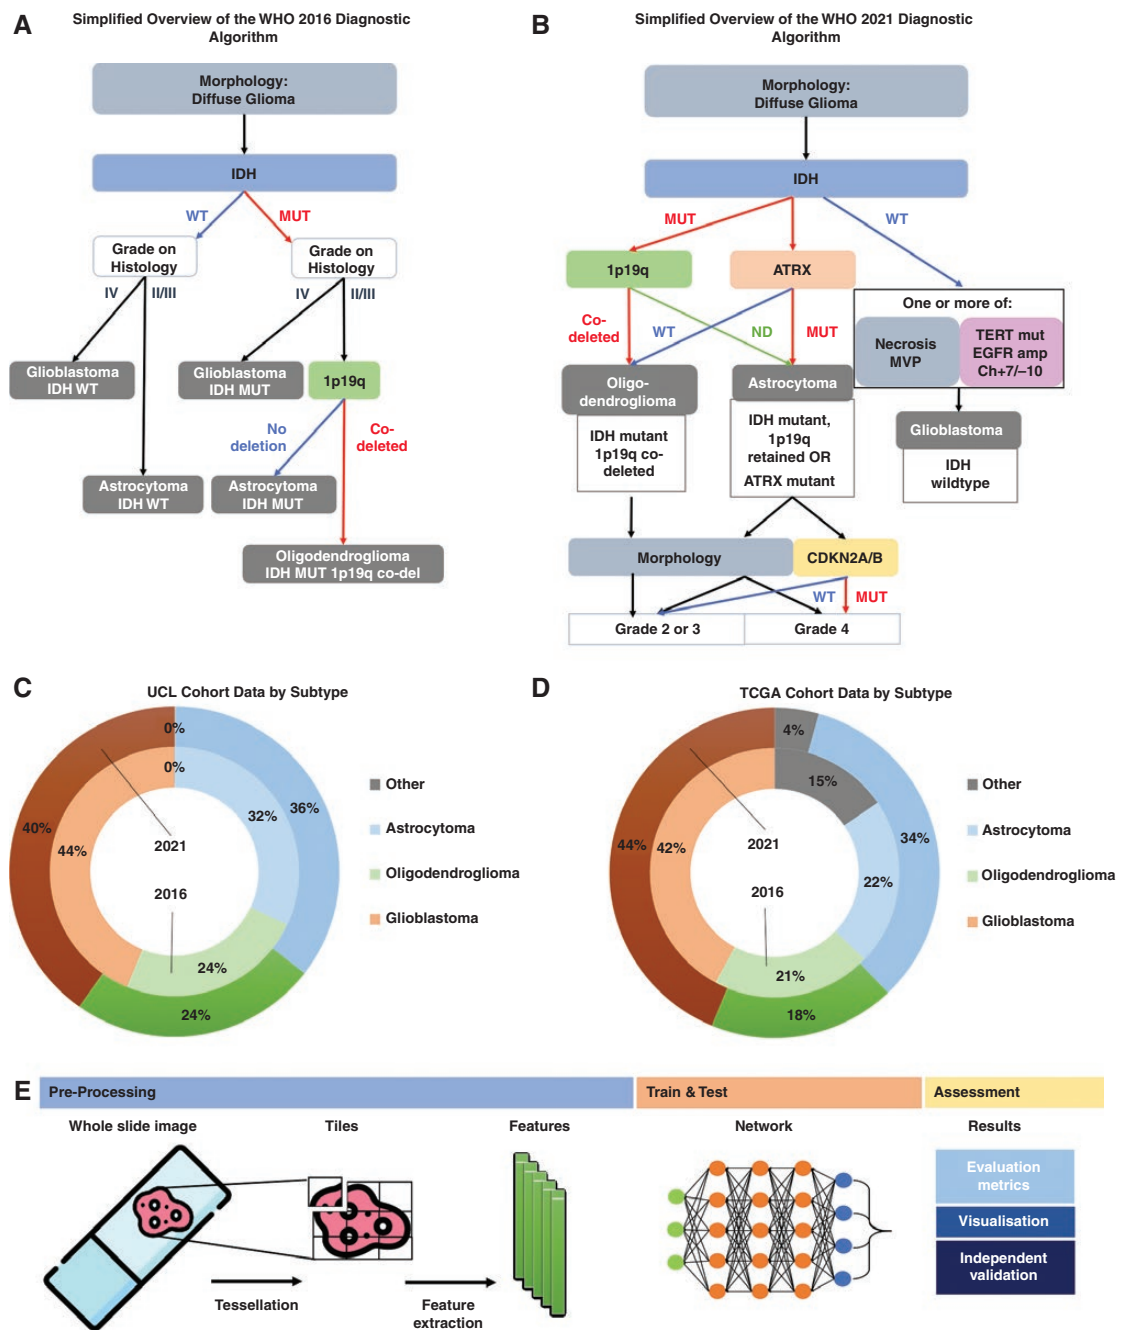 A
Simplified Overview of the WHO 2016 Diagnostic
Algorithm
Morphology:
Diffuse Glioma
IDH
WT
MUT
Grade on
Histology
Grade on
Histology
IV
II/III
IV
II/III
Glioblastoma
IDH WT
Glioblastoma
IDH MUT
1p19q
No
deletion
Co-
deleted
Astrocytoma
IDH WT
Astrocytoma
IDH MUT
Oligodendroglioma
IDH MUT 1p19q co-del
B
Simplified Overview of the WHO 2021 Diagnostic
Algorithm
Morphology:
Diffuse Glioma
IDH
MUT
WT
1p19q
ATRX
One or more of:
Necrosis
MVP
TERT mut
EGFR amp
Ch+7/–10
Co-
deleted
WT
ND
MUT
Oligo-
dendroglioma
Astrocytoma
IDH mutant
1p19q co-
deleted
IDH mutant,
1p19q
retained OR
ATRX mutant
Glioblastoma
IDH
wildtype
Morphology
CDKN2A/B
WT
MUT
Grade 2 or 3
Grade 4
C
UCL Cohort Data by Subtype
0%
0%
36%
32%
40%
44%
2021
2016
24%
24%
Other
Astrocytoma
Oligodendroglioma
Glioblastoma
D
TCGA Cohort Data by Subtype
4%
15%
34%
22%
44%
42%
2021
2016
21%
18%
Other
Astrocytoma
Oligodendroglioma
Glioblastoma
E
Pre-Processing
Train & Test
Assessment
Whole slide image
Tiles
Features
Network
Results
Tessellation
Feature
extraction
Evaluation
metrics
Visualisation
Independent
validation